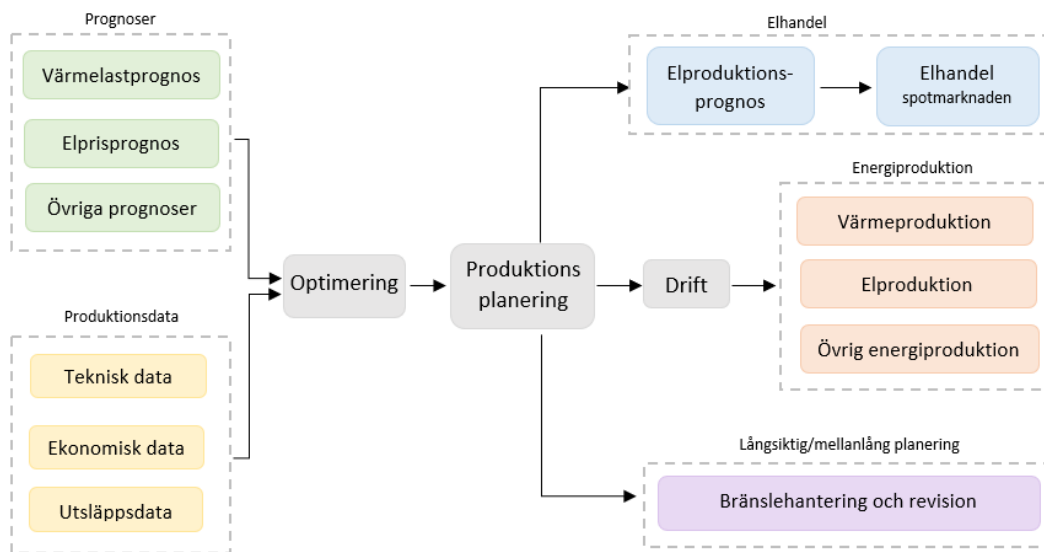 Prognoser
Värmelastprognos
Elprisprognos
Övriga prognoser
Produktionsdata
Teknisk data
Ekonomisk data
Utsläppsdata
Optimering
Produktions
planering
Elhandel
Elproduktions-
prognos
Elhandel
spotmarknaden
Drift
Energiproduktion
Värmeproduktion
Elproduktion
Övrig energiproduktion
Långsiktig/mellanlång planering
Bränslehantering och revision